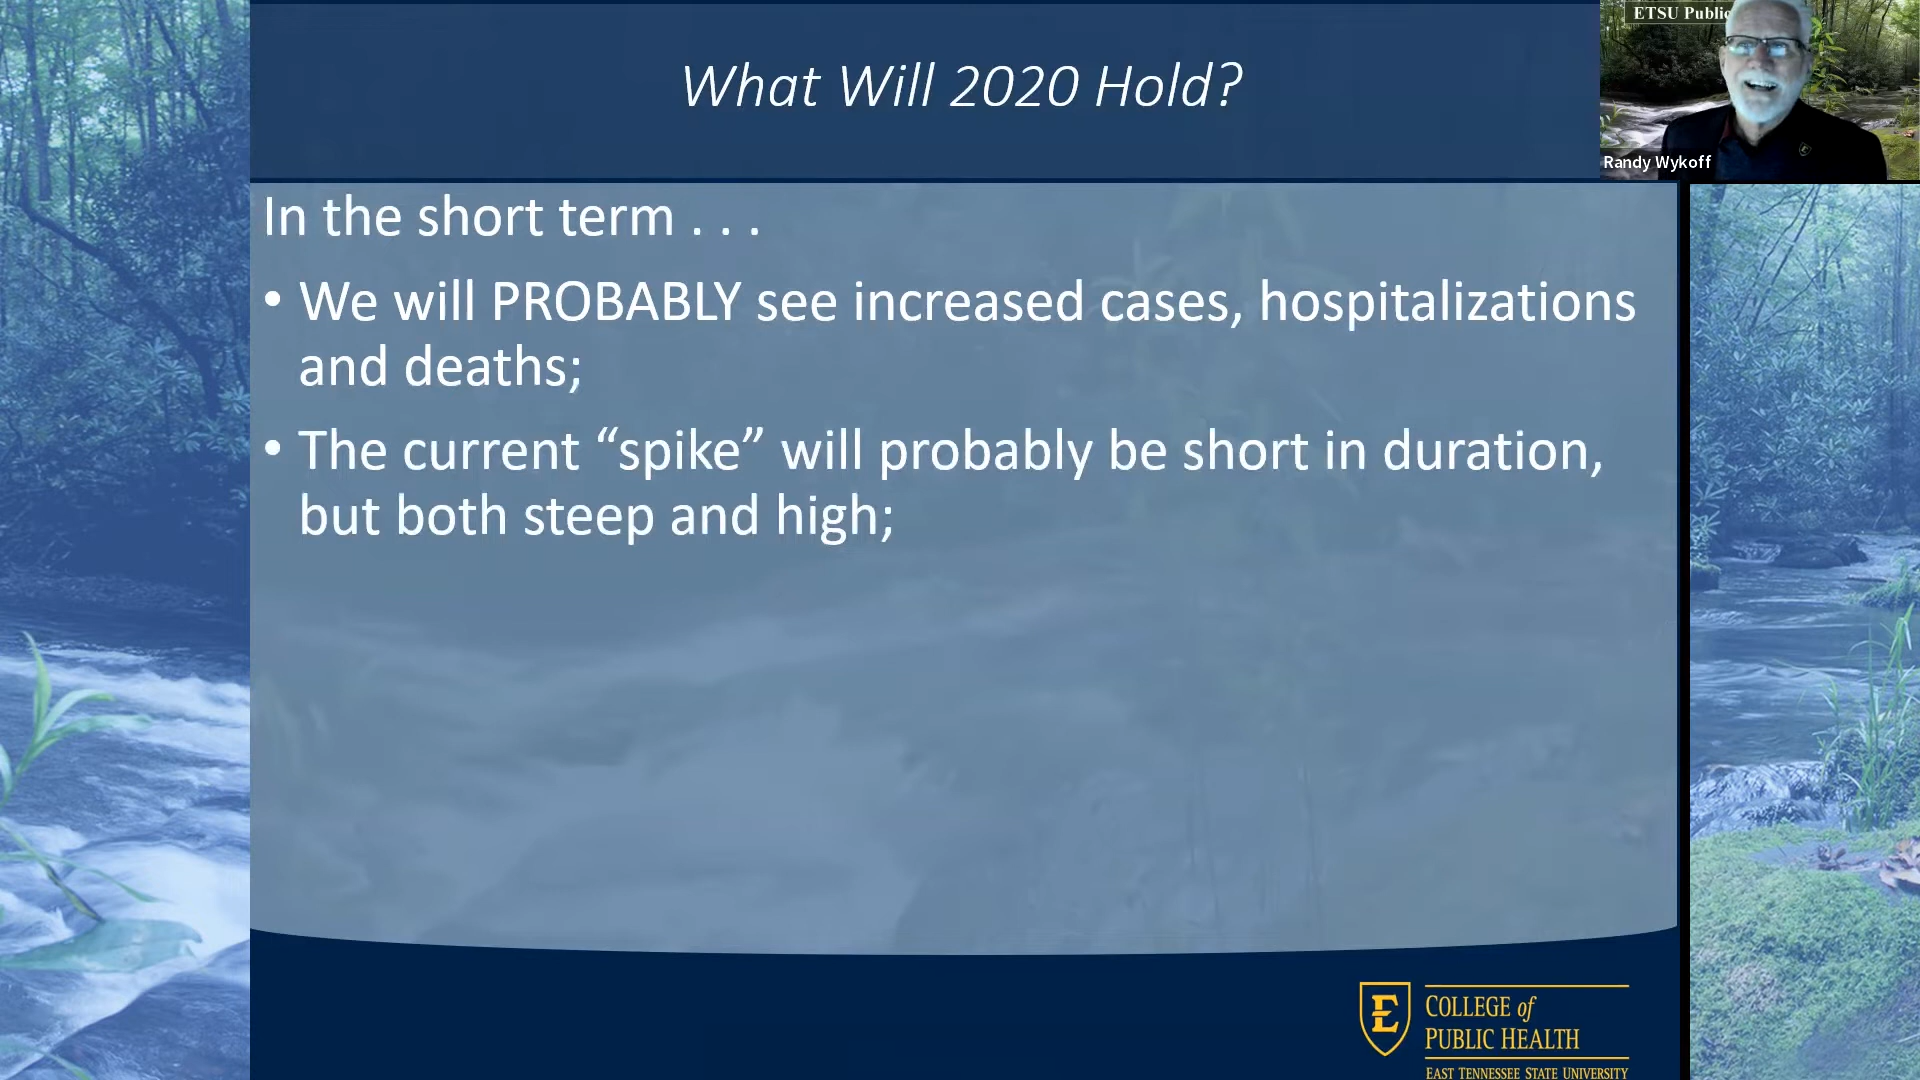 What Will 2020 Hold?
ETSU Public
Randy Wykoff
In the short term . . .
• We will PROBABLY see increased cases, hospitalizations
and deaths;
• The current “spike” will probably be short in duration,
but both steep and high;
E
COLLEGE of
PUBLIC HEALTH
EAST TENNESSEE STATE UNIVERSITY